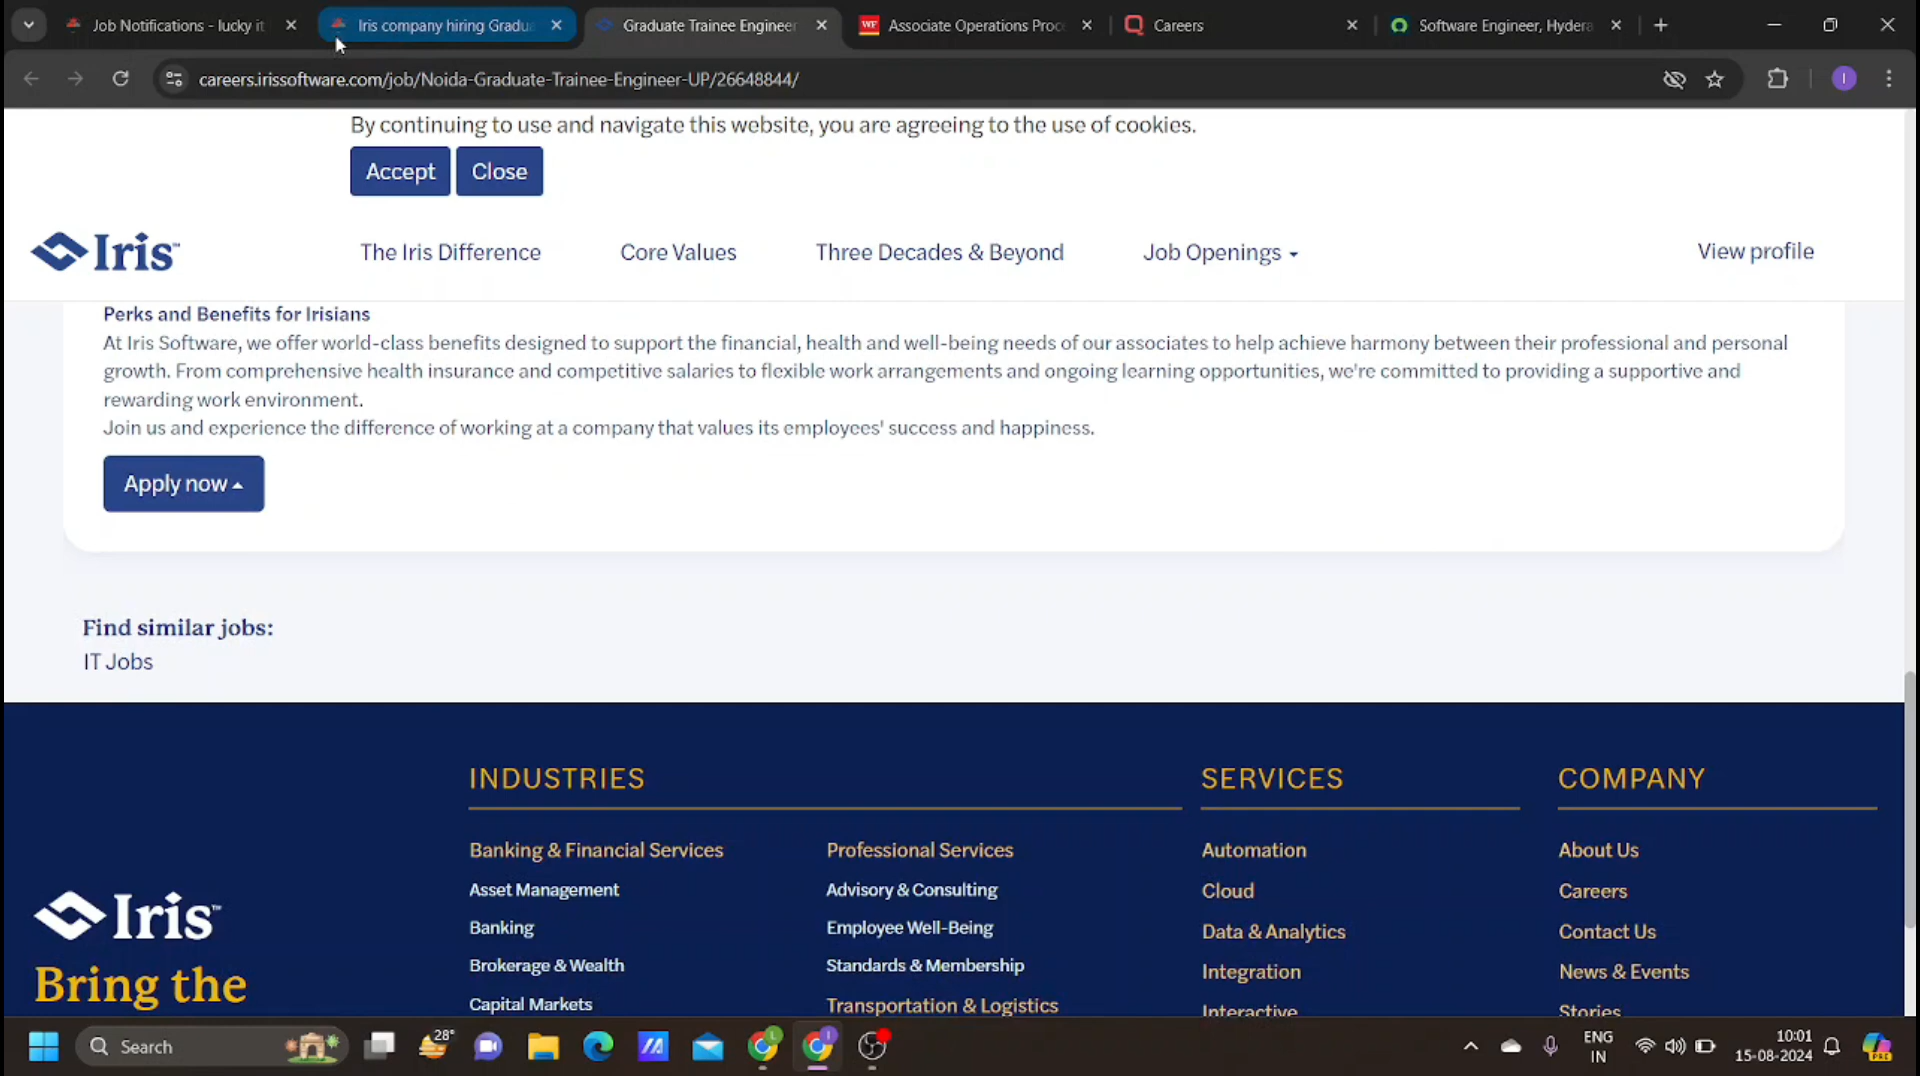 Job Notifications - lucky it
Iris company hiring Gradu
Graduate Trainee Engineer
WF
Associate Operations Proc
Careers
Software Engineer, Hydera
careers.irissoftware.com/job/Noida-Graduate-Trainee-Engineer-UP/26648844/
I
By continuing to use and navigate this website, you are agreeing to the use of cookies.
Accept
Close
Iris™
The Iris Difference
Core Values
Three Decades & Beyond
Job Openings
View profile
Perks and Benefits for Irisians
At Iris Software, we offer world-class benefits designed to support the financial, health and well-being needs of our associates to help achieve harmony between their professional and personal
growth. From comprehensive health insurance and competitive salaries to flexible work arrangements and ongoing learning opportunities, we're committed to providing a supportive and
rewarding work environment.
Join us and experience the difference of working at a company that values its employees' success and happiness.
Apply now
Find similar jobs:
IT Jobs
INDUSTRIES
SERVICES
COMPANY
Banking & Financial Services
Professional Services
Automation
About Us
Asset Management
Advisory & Consulting
Cloud
Careers
Banking
Employee Well-Being
Data & Analytics
Contact Us
Brokerage & Wealth
Standards & Membership
Integration
News & Events
Capital Markets
Transportation & Logistics
Interactive
Stories
Iris™
Bring the
Search
28°
L
I
ENG
IN
10:01
15-08-2024
PRE